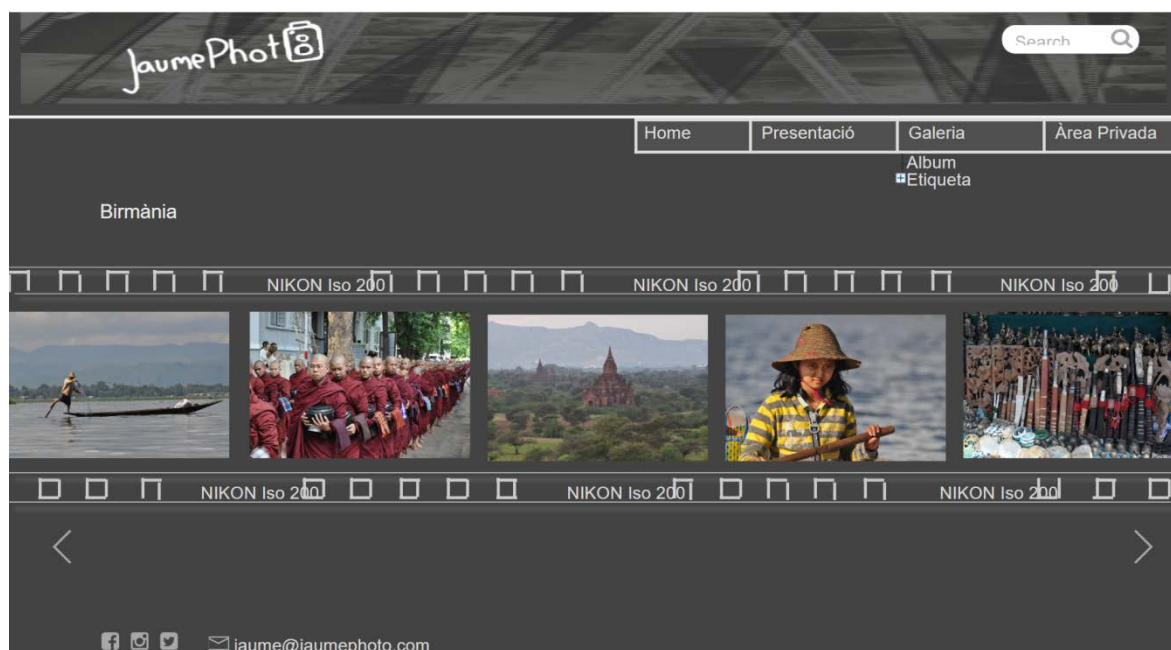 JaumePhoto
Search
Home
Presentació
Galeria
Àrea Privada
Album
Etiqueta
Birmània
NIKON Iso 200
NIKON Iso 200
NIKON Iso 200
NIKON Iso 200
NIKON Iso 200
NIKON Iso 200
jaume@jaumephoto.com